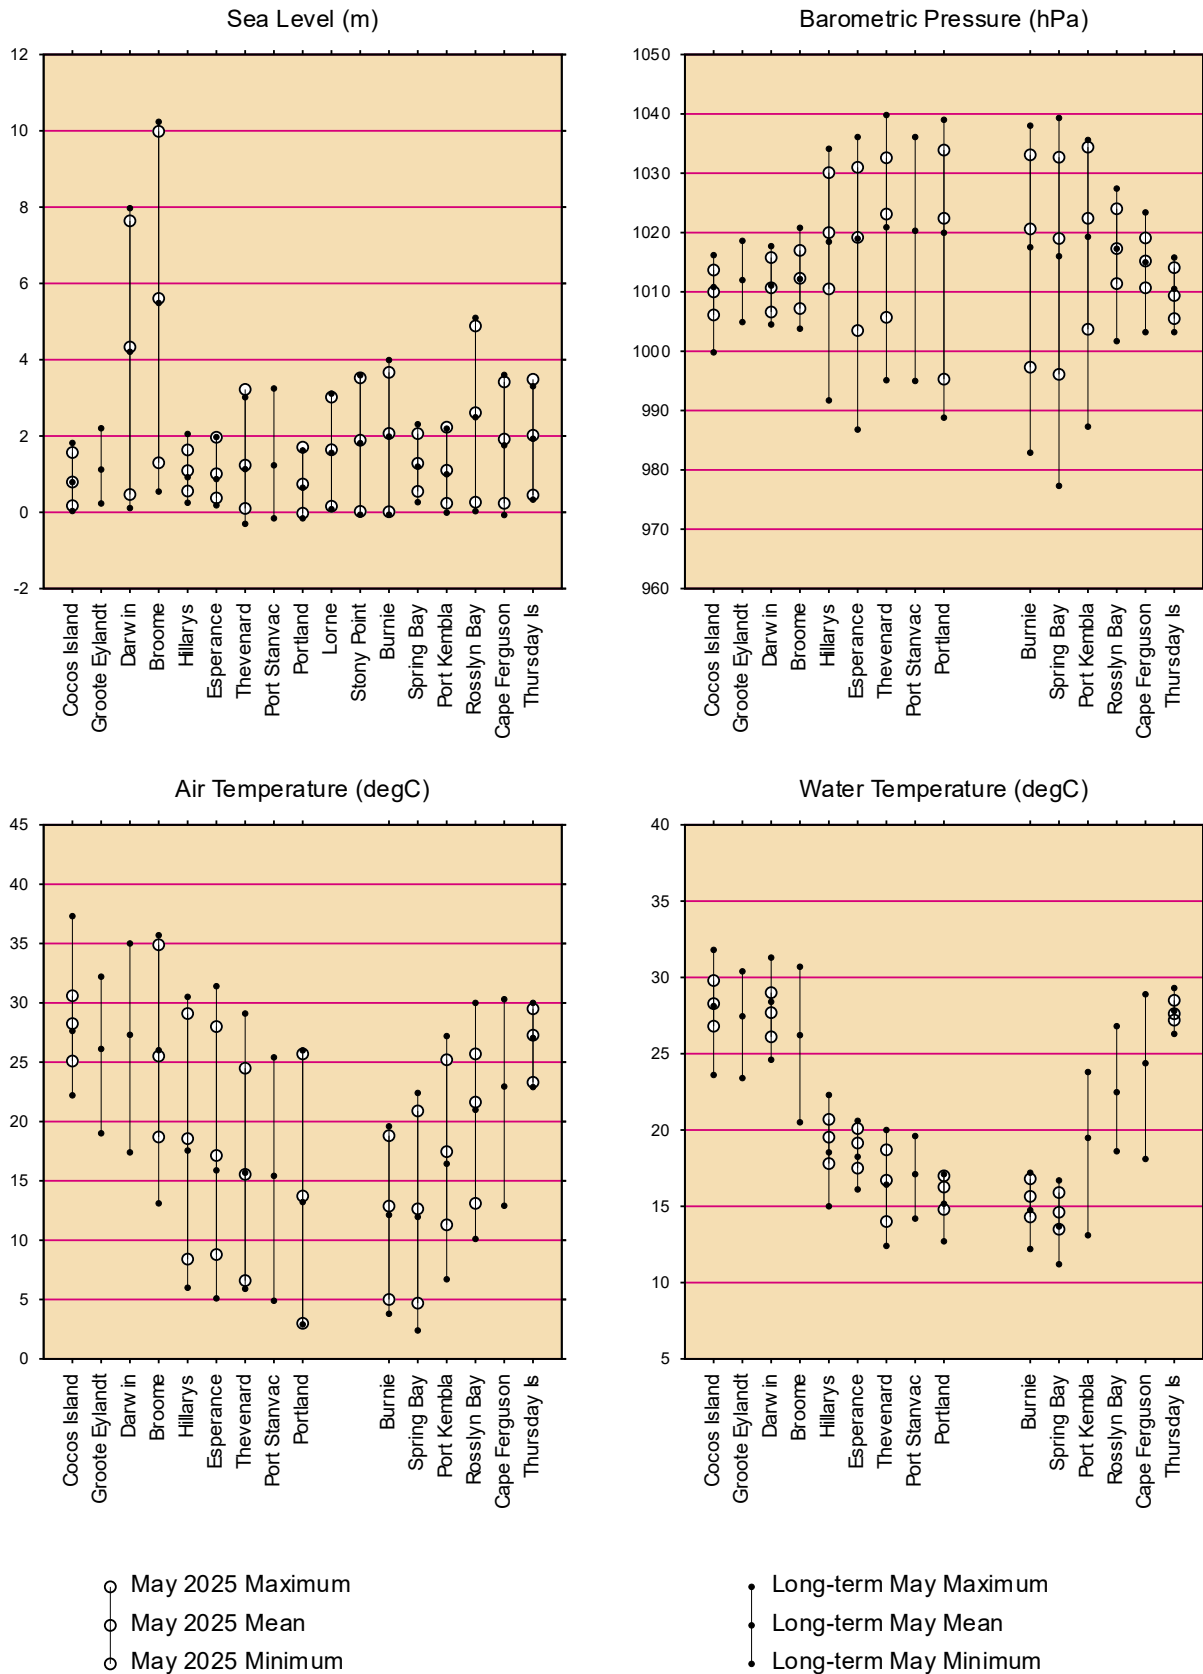 Sea Level (m)
12
10
8
6
4
2
0
-2
Cocos Island
Groote Eylandt
Darwin
Broome
Hillarys
Esperance
Thevenard
Port Stanvac
Portland
Lorne
Stony Point
Burnie
Spring Bay
Port Kembla
Rosslyn Bay
Cape Ferguson
Thursday Is
Barometric Pressure (hPa)
1050
1040
1030
1020
1010
1000
990
980
970
960
Cocos Island
Groote Eylandt
Darwin
Broome
Hillarys
Esperance
Thevenard
Port Stanvac
Portland
Burnie
Spring Bay
Port Kembla
Rosslyn Bay
Cape Ferguson
Thursday Is
Air Temperature (degC)
45
40
35
30
25
20
15
10
5
0
Cocos Island
Groote Eylandt
Darwin
Broome
Hillarys
Esperance
Thevenard
Port Stanvac
Portland
Burnie
Spring Bay
Port Kembla
Rosslyn Bay
Cape Ferguson
Thursday Is
Water Temperature (degC)
40
35
30
25
20
15
10
5
Cocos Island
Groote Eylandt
Darwin
Broome
Hillarys
Esperance
Thevenard
Port Stanvac
Portland
Burnie
Spring Bay
Port Kembla
Rosslyn Bay
Cape Ferguson
Thursday Is
May 2025 Maximum
May 2025 Mean
May 2025 Minimum
Long-term May Maximum
Long-term May Mean
Long-term May Minimum